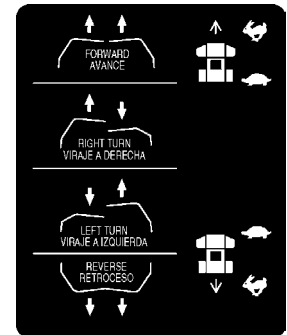 FORWARD
AVANCE
RIGHT TURN
VIRAJE A DERECHA
LEFT TURN
VIRAJE A IZQUIERDA
REVERSE
RETROCESO